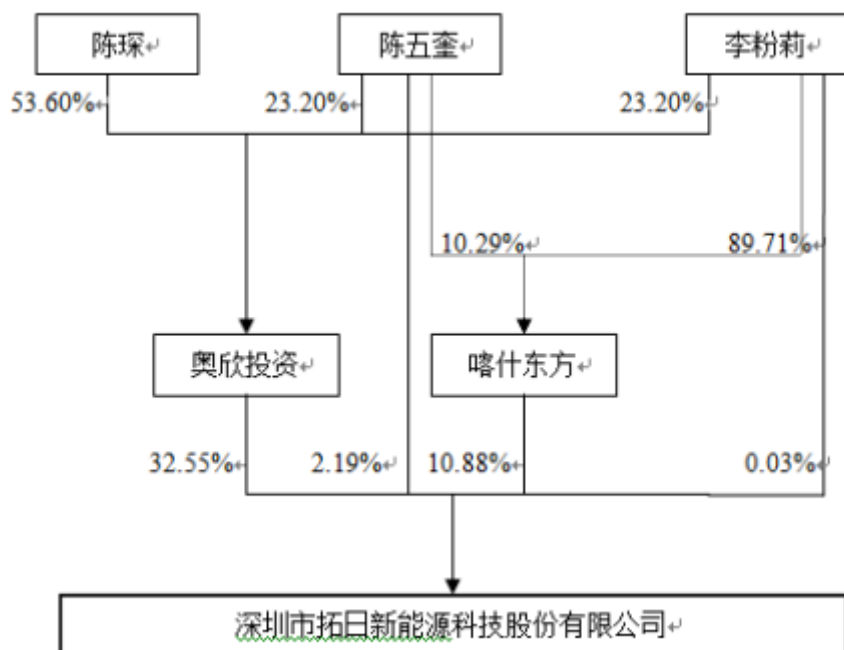 陈琛
陈五奎
李粉莉
53.60%
23.20%
23.20%
10.29%
89.71%
奥欣投资
喀什东方
32.55%
2.19%
10.88%
0.03%
深圳市拓日新能源科技股份有限公司